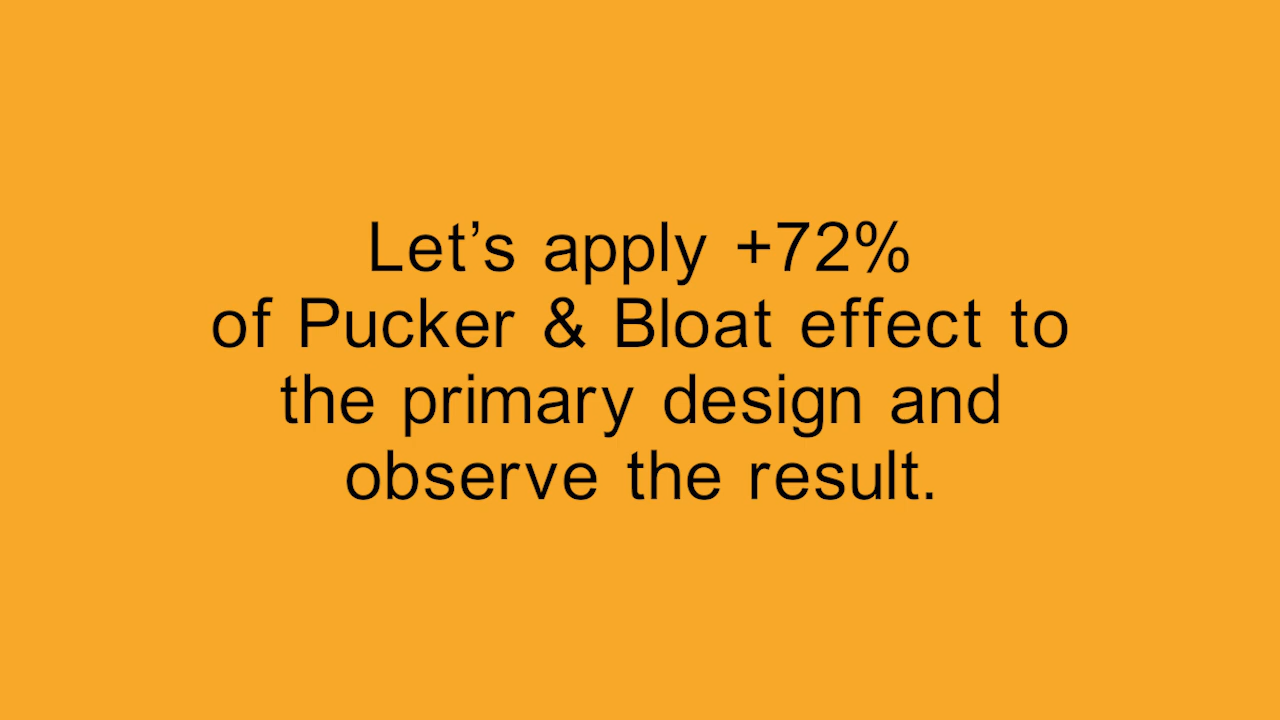 Let’s apply +72%
of Pucker & Bloat effect to
the primary design and
observe the result.